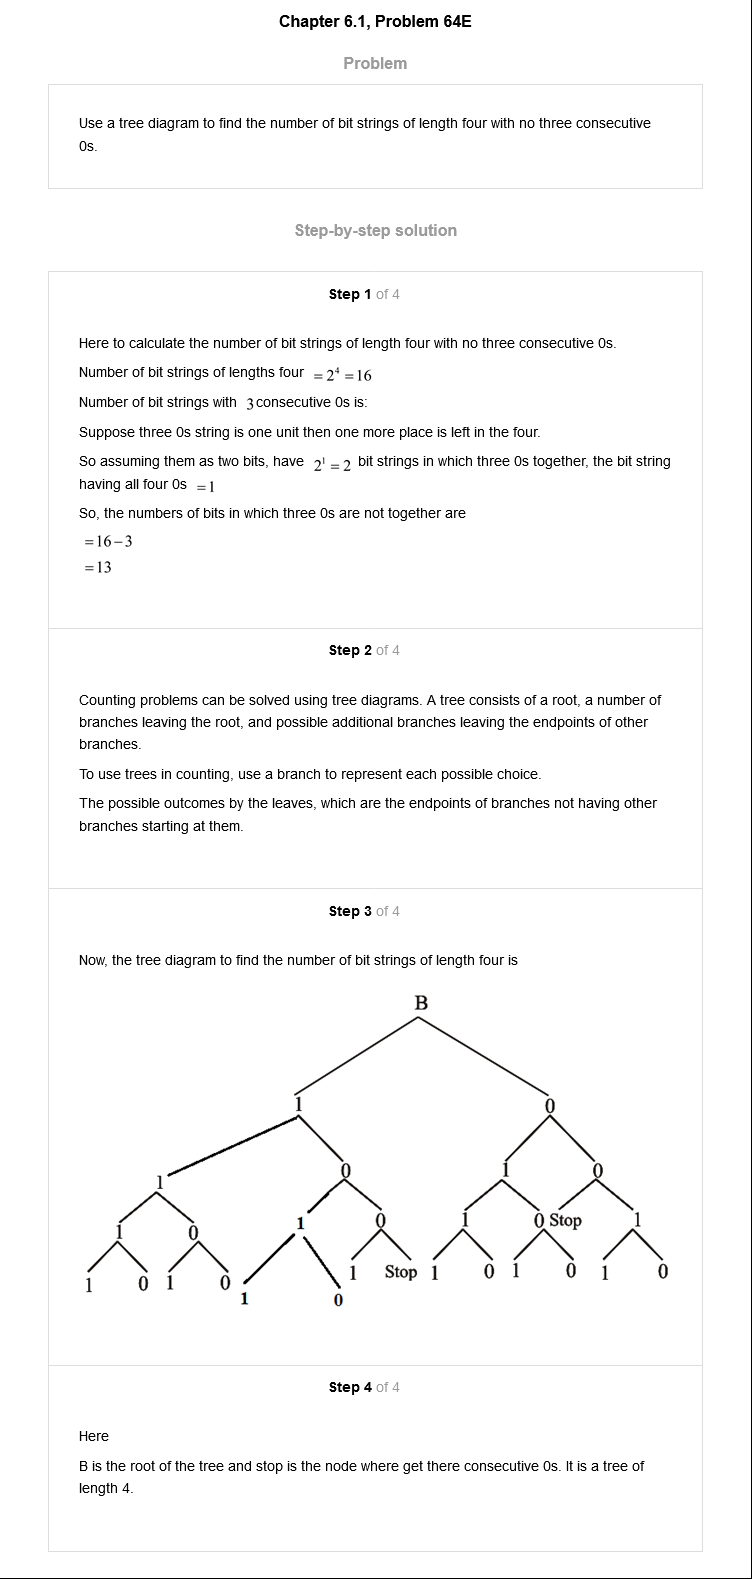 Chapter 6.1, Problem 64E
Problem
Use a tree diagram to find the number of bit strings of length four with no three consecutive
0s.
Step-by-step solution
Step 1 of 4
Here to calculate the number of bit strings of length four with no three consecutive 0s.
Number of bit strings of lengths four = 2⁴ = 16
Number of bit strings with 3 consecutive 0s is:
Suppose three 0s string is one unit then one more place is left in the four.
So assuming them as two bits, have 2¹ = 2 bit strings in which three 0s together, the bit string
having all four 0s = 1
So, the numbers of bits in which three 0s are not together are
= 16 − 3
= 13
Step 2 of 4
Counting problems can be solved using tree diagrams. A tree consists of a root, a number of
branches leaving the root, and possible additional branches leaving the endpoints of other
branches.
To use trees in counting, use a branch to represent each possible choice.
The possible outcomes by the leaves, which are the endpoints of branches not having other
branches starting at them.
Step 3 of 4
Now, the tree diagram to find the number of bit strings of length four is
B
1 0
1 0 1 0
1 0 1 0 1 0 Stop 1
1 0 1 0 1 0 1 Stop 1 0 1 0 1 0
Step 4 of 4
Here
B is the root of the tree and stop is the node where get there consecutive 0s. It is a tree of
length 4.